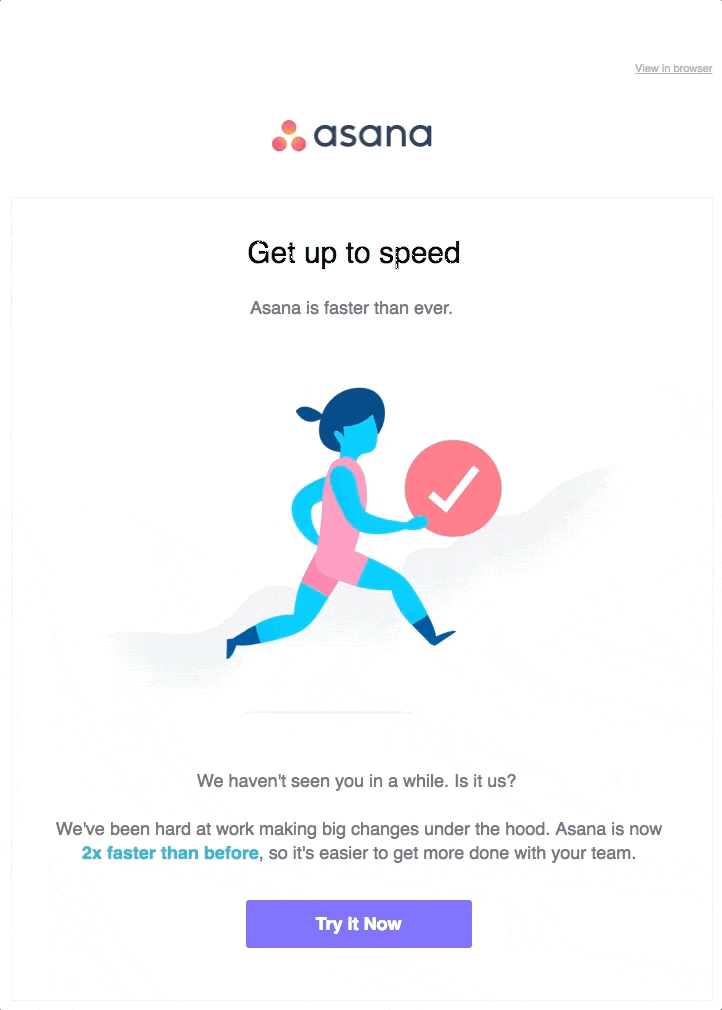 View in browser
asana
Get up to speed
Asana is faster than ever.
We haven't seen you in a while. Is it us?
We've been hard at work making big changes under the hood. Asana is now
2x faster than before, so it's easier to get more done with your team.
Try It Now